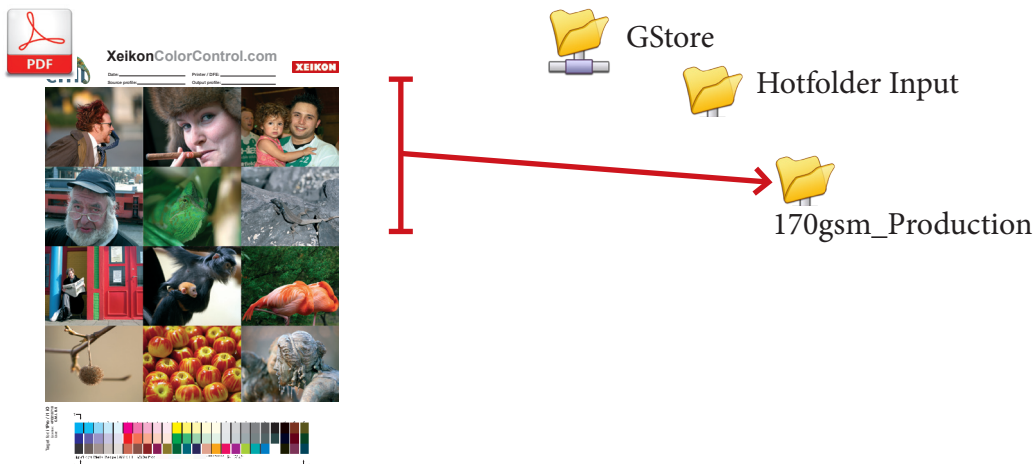 PDF
XeikonColorControl.com
XEIKON
Date:
Printer / DFE:
Source profile:
Output profile:
GStore
Hotfolder Input
170gsm_Production